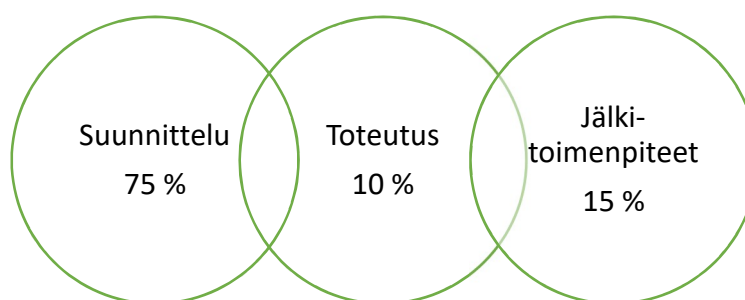 Suunnittelu
75 %
Toteutus
10 %
Jälki-
toimenpiteet
15 %